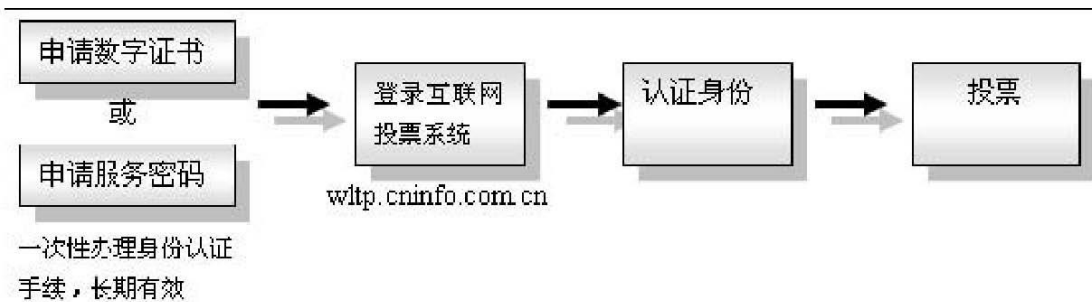 申请数字证书
或
申请服务密码
一次性办理身份认证
手续，长期有效
登录互联网
投票系统
wltp.cninfo.com.cn
认证身份
投票